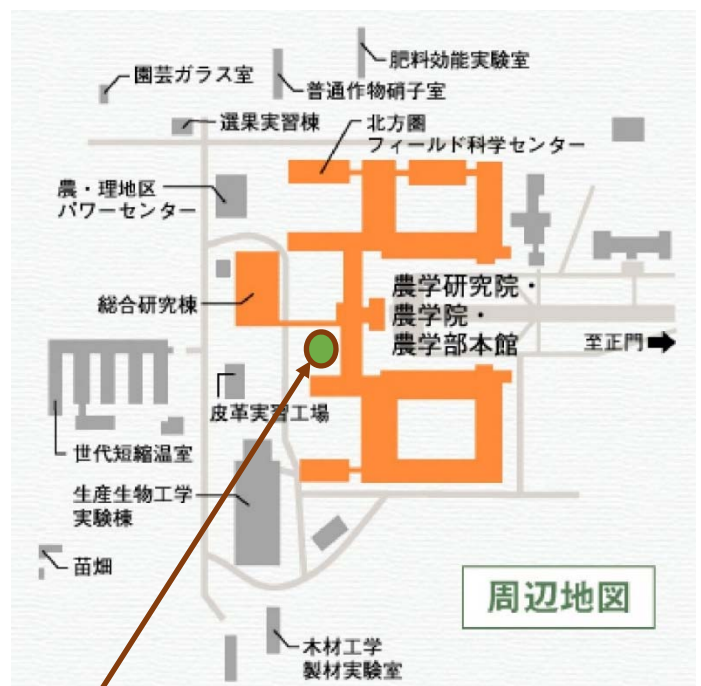 肥料効能実験室
園芸ガラス室
普通作物硝子室
選果実習棟
北方圏
フィールド科学センター
農・理地区
パワーセンター
農学研究院・
農学院・
農学部本館
総合研究棟
至正門
皮革実習工場
世代短縮温室
生産生物工学
実験棟
苗畑
周辺地図
木材工学
製材実験室